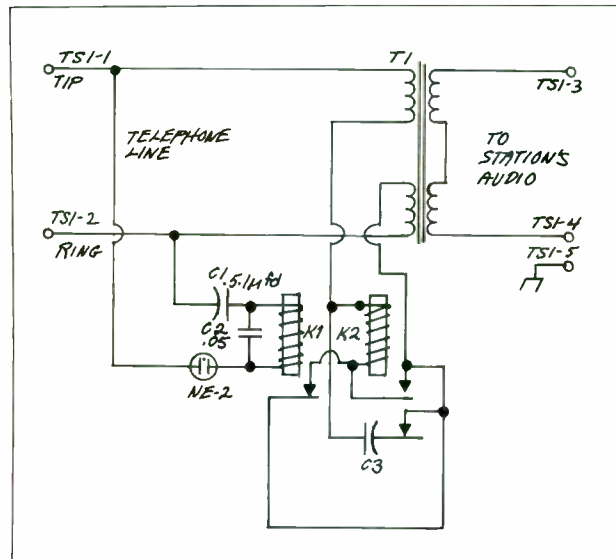 TS1-1
TIP
T1
TS1-3
TELEPHONE
LINE
TO
STATION'S
AUDIO
TS1-2
RING
TS1-4
TS1-5
C1
.5.1µfd
C2
.05
K1
K2
NE-2
C3